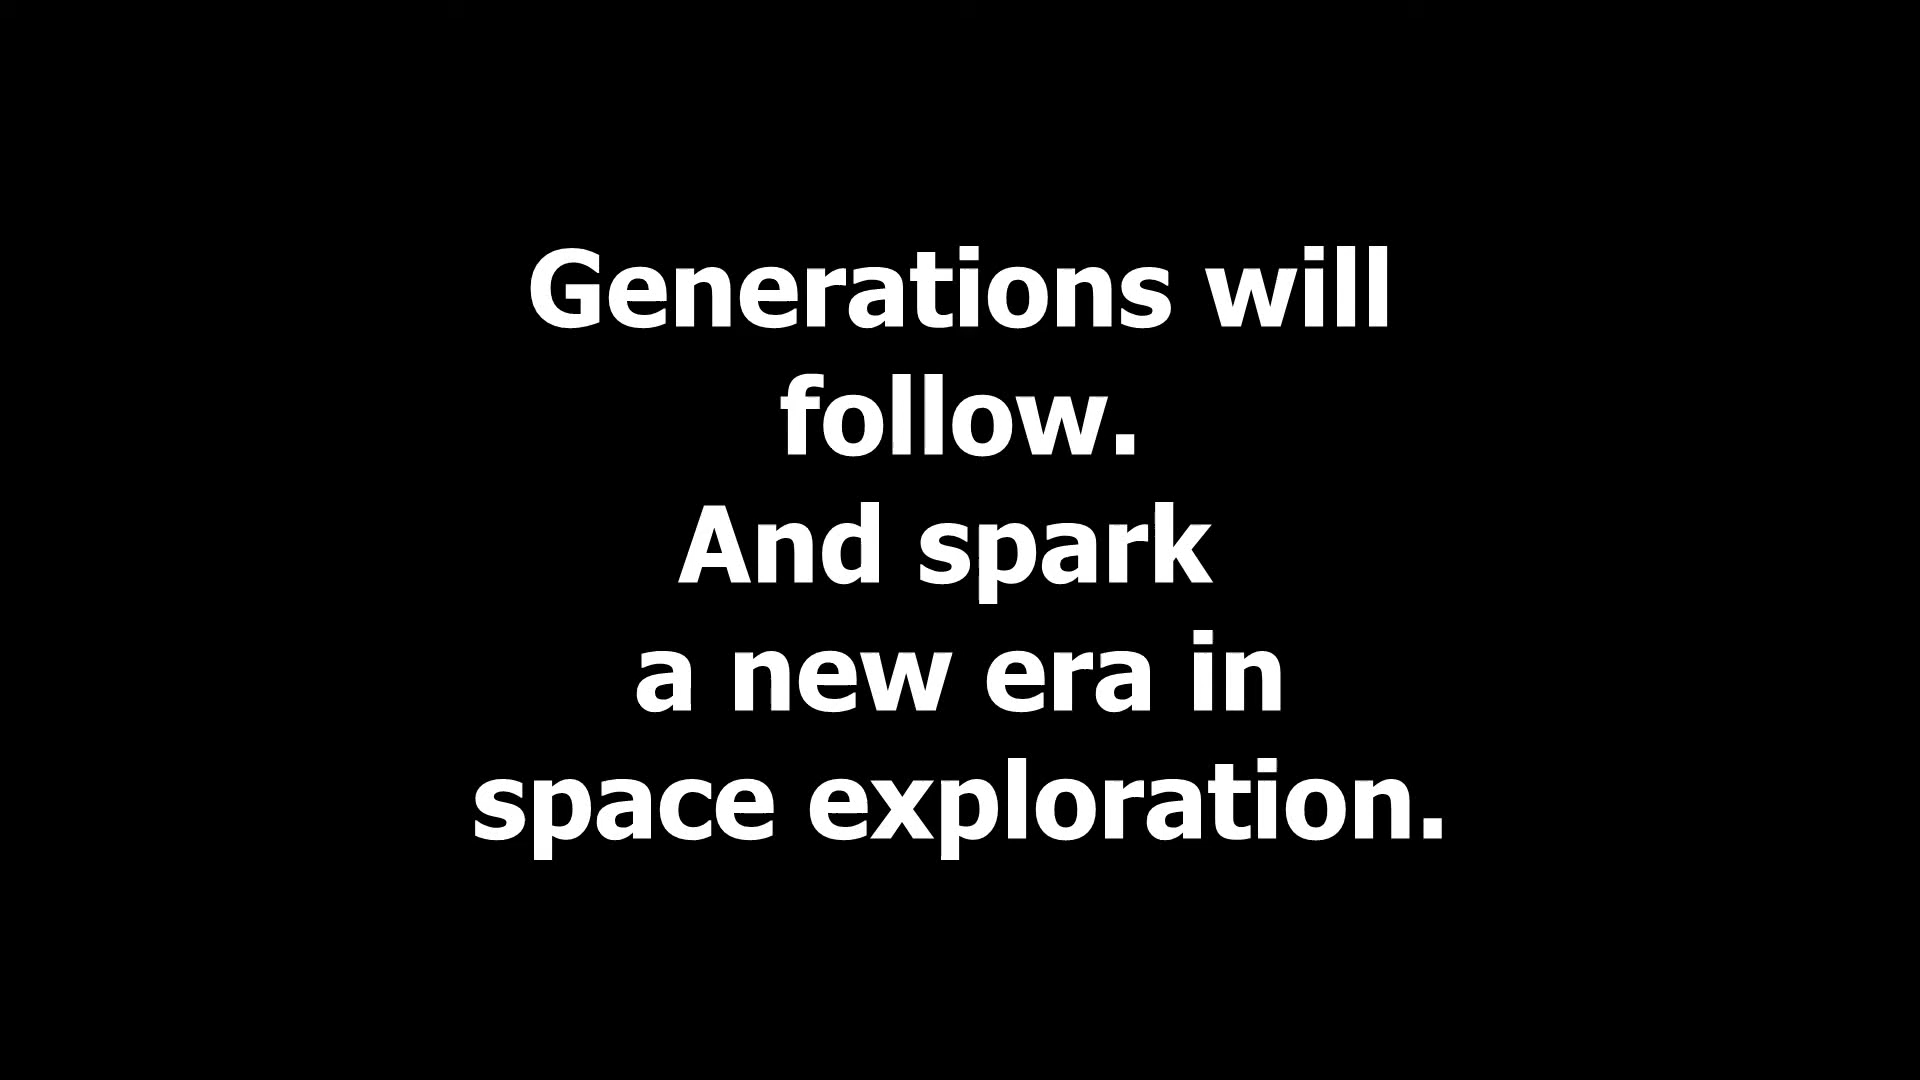 Generations will
follow.
And spark
a new era in
space exploration.